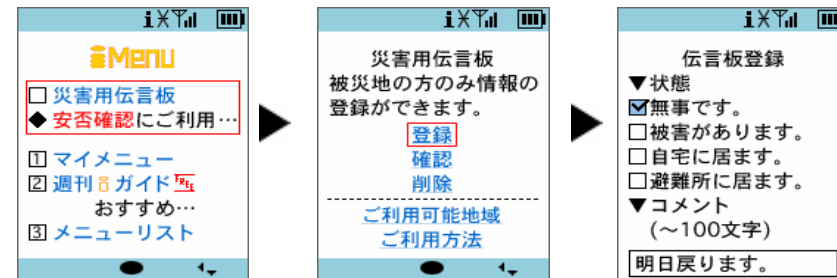 iMenu
□ 災害用伝言板
◆ 安否確認にご利用…
1 マイメニュー
2 週刊iガイド FREE
おすすめ…
3 メニューリスト
災害用伝言板
被災地の方のみ情報の
登録ができます。
登録
確認
削除
ご利用可能地域
ご利用方法
伝言板登録
▼状態
☑無事です。
□被害があります。
□自宅に居ます。
□避難所に居ます。
▼コメント
(～100文字)
明日戻ります。